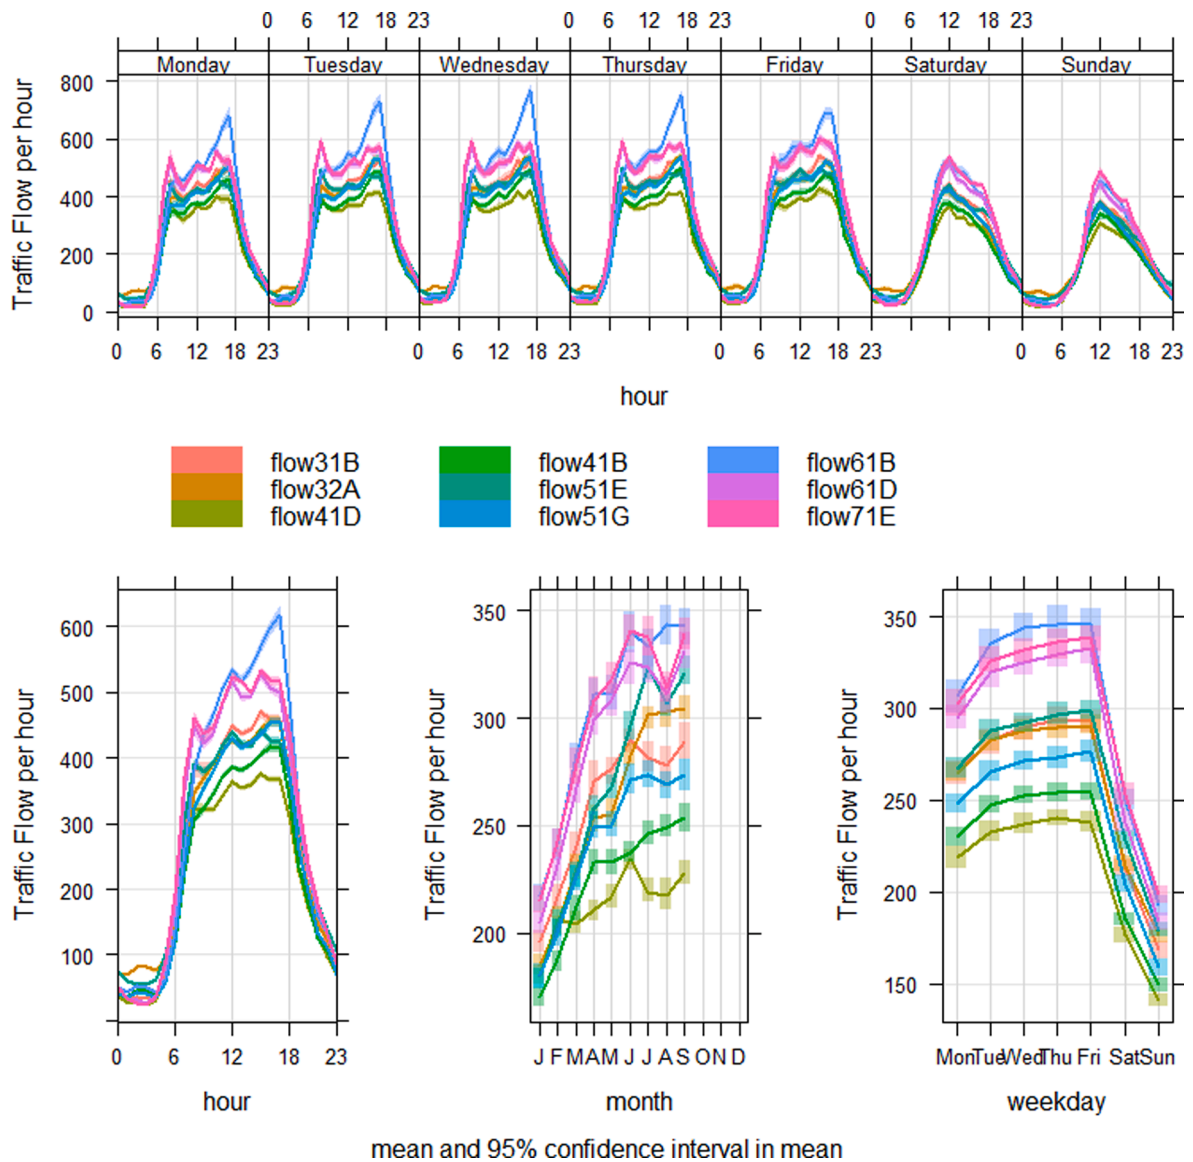 0 6 12 18 23 0 6 12 18 23 0 6 12 18 23
Monday Tuesday Wednesday Thursday Friday Saturday Sunday
Traffic Flow per hour
800
600
400
200
0
0 6 12 18 23 0 6 12 18 23 0 6 12 18 23 0 6 12 18 23
hour
flow31B flow41B flow61B
flow32A flow51E flow61D
flow41D flow51G flow71E
Traffic Flow per hour
600
500
400
300
200
100
0 6 12 18 23
hour
Traffic Flow per hour
350
300
250
200
J F M A M J J A S O N D
month
Traffic Flow per hour
350
300
250
200
150
Mon Tue Wed Thu Fri Sat Sun
weekday
mean and 95% confidence interval in mean